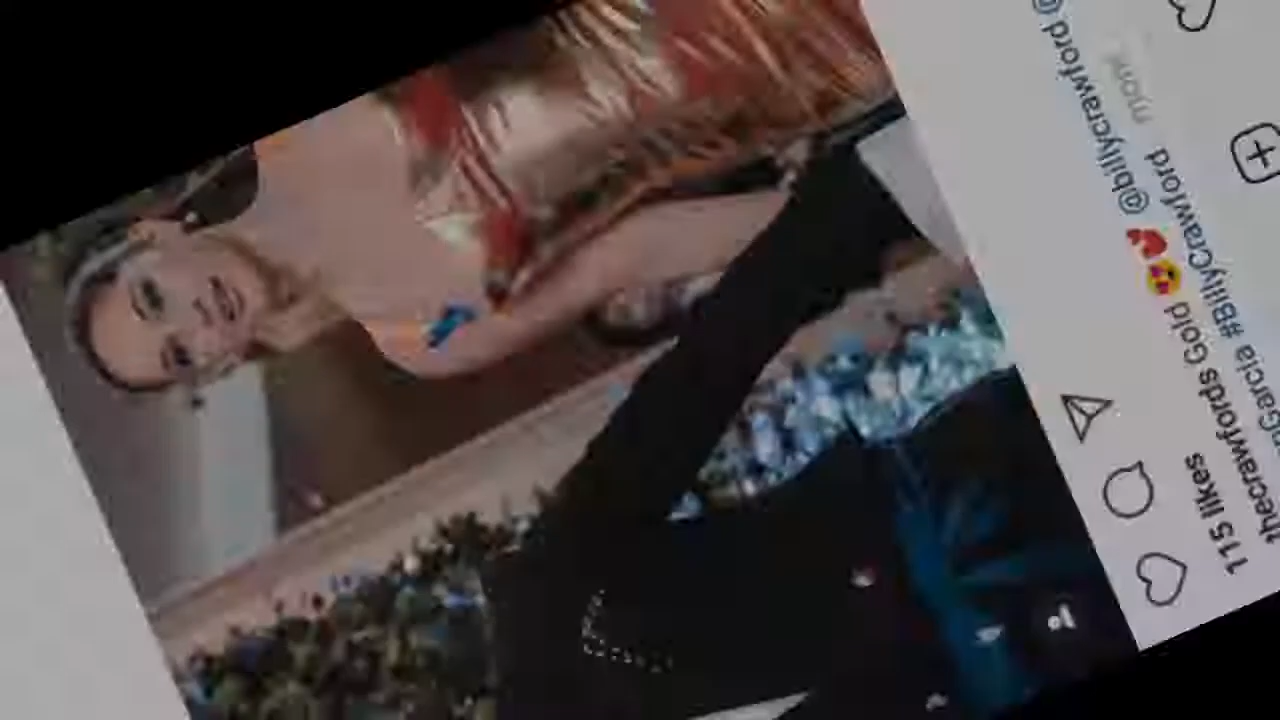 115 likes
thecrawfords Gold 😍 @billycrawford @
#BillyCrawford... more